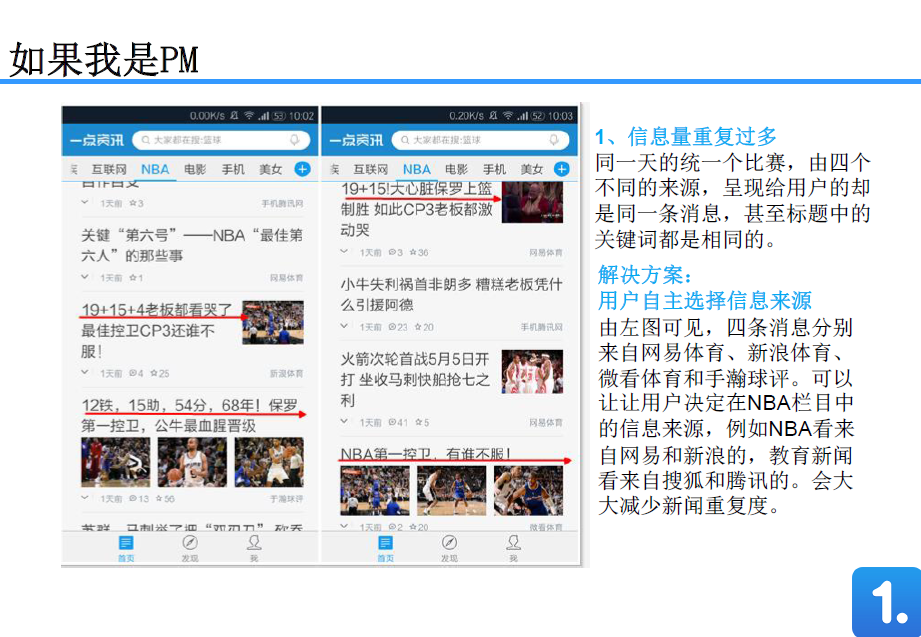 如果我是PM
0.00K/s 53 10:02
一点资讯 大家都在搜:篮球
互联网 NBA 电影 手机 美女
1天前 3 手机腾讯网
关键“第六号”——NBA“最佳第
六人”的那些事
1天前 1 网易体育
19+15+4老板都看哭了
最佳控卫CP3还谁不
服！
1天前 4 25 新浪体育
12铁，15助，54分，68年！保罗
第一控卫，公牛最血腥晋级
1天前 13 56 于瀚球评
首页 发现 我
0.20K/s 52 10:03
一点资讯 大家都在搜:篮球
互联网 NBA 电影 手机 美女
19+15!大心脏保罗上篮
制胜 如此CP3老板都激
动哭
1天前 3 36 网易体育
小牛失利祸首非朗多 糟糕老板凭什
么引援阿德
1天前 23 20 手机腾讯网
火箭次轮首战5月5日开
打 坐收马刺快船抢七之
利
1天前 41 5 网易体育
NBA第一控卫，有谁不服！
1天前 2 20 微看体育
首页 发现 我
1、信息量重复过多
同一天的统一个比赛，由四个
不同的来源，呈现给用户的却
是同一条消息，甚至标题中的
关键词都是相同的。
解决方案：
用户自主选择信息来源
由左图可见，四条消息分别
来自网易体育、新浪体育、
微看体育和手瀚球评。可以
让让用户决定在NBA栏目中
的信息来源，例如NBA看来
自网易和新浪的，教育新闻
看来自搜狐和腾讯的。会大
大减少新闻重复度。
1.